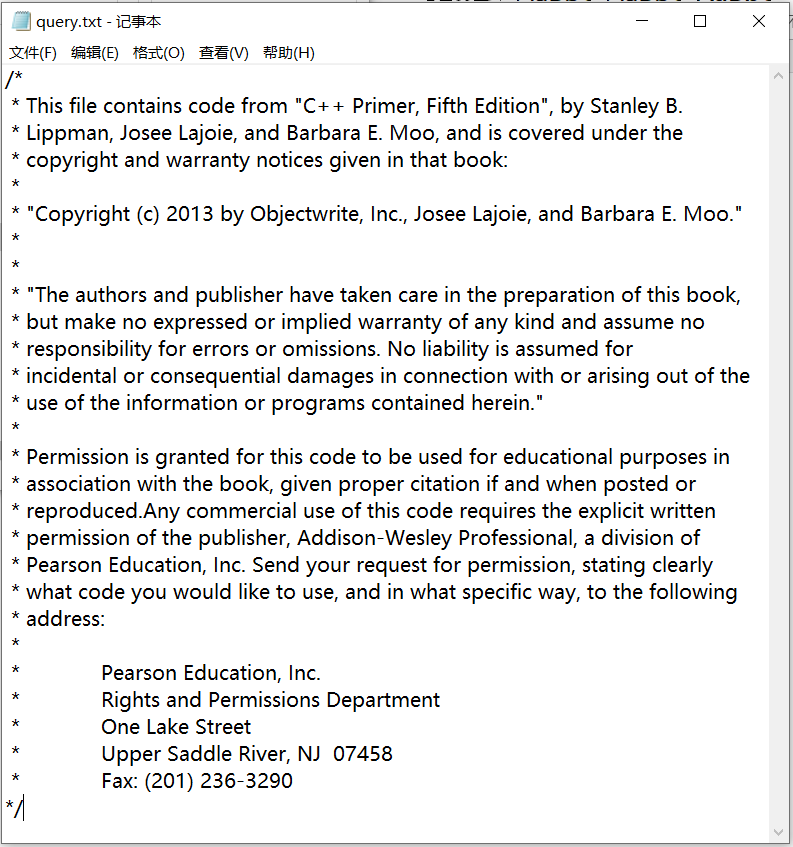 query.txt - 记事本
文件(F) 编辑(E) 格式(O) 查看(V) 帮助(H)
/*
* This file contains code from "C++ Primer, Fifth Edition", by Stanley B.
* Lippman, Josee Lajoie, and Barbara E. Moo, and is covered under the
* copyright and warranty notices given in that book:
*
* "Copyright (c) 2013 by Objectwrite, Inc., Josee Lajoie, and Barbara E. Moo."
*
*
* "The authors and publisher have taken care in the preparation of this book,
* but make no expressed or implied warranty of any kind and assume no
* responsibility for errors or omissions. No liability is assumed for
* incidental or consequential damages in connection with or arising out of the
* use of the information or programs contained herein."
*
* Permission is granted for this code to be used for educational purposes in
* association with the book, given proper citation if and when posted or
* reproduced.Any commercial use of this code requires the explicit written
* permission of the publisher, Addison-Wesley Professional, a division of
* Pearson Education, Inc. Send your request for permission, stating clearly
* what code you would like to use, and in what specific way, to the following
* address:
*
* Pearson Education, Inc.
* Rights and Permissions Department
* One Lake Street
* Upper Saddle River, NJ  07458
* Fax: (201) 236-3290
*/